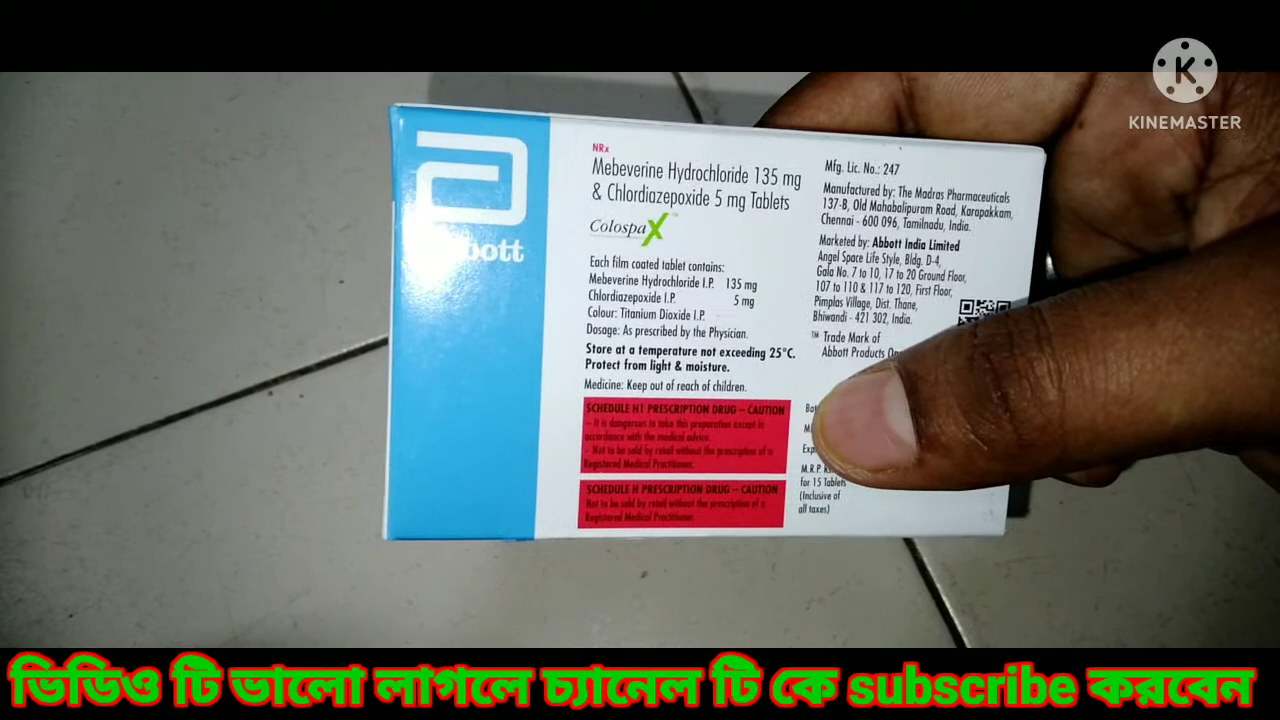 KINEMASTER
Abbott
NRx
Mebeverine Hydrochloride 135 mg
& Chlordiazepoxide 5 mg Tablets
ColospaX™
Each film coated tablet contains:
Mebeverine Hydrochloride I.P. 135 mg
Chlordiazepoxide I.P. 5 mg
Colour: Titanium Dioxide I.P.
Dosage: As prescribed by the Physician.
Store at a temperature not exceeding 25°C.
Protect from light & moisture.
Medicine: Keep out of reach of children.
SCHEDULE H1 PRESCRIPTION DRUG – CAUTION
– It is dangerous to take this preparation except in
accordance with the medical advice.
– Not to be sold by retail without the prescription of a
Registered Medical Practitioner.
SCHEDULE H PRESCRIPTION DRUG – CAUTION
Not to be sold by retail without the prescription of a
Registered Medical Practitioner.
Mfg. Lic. No.: 247
Manufactured by: The Madras Pharmaceuticals
137-B, Old Mahabalipuram Road, Karapakkam,
Chennai - 600 096, Tamilnadu, India.
Marketed by: Abbott India Limited
Angel Space Life Style, Bldg. D-4,
Gala No. 7 to 10, 17 to 20 Ground Floor,
107 to 110 & 117 to 120, First Floor,
Pimplas Village, Dist. Thane,
Bhiwandi - 421 302, India.
™ Trade Mark of
Abbott Products
M.R.P.
for 15 Tablets
(Inclusive of
all taxes)
ভিডিও টি ভালো লাগলে চ্যানেল টি কে subscribe করবেন